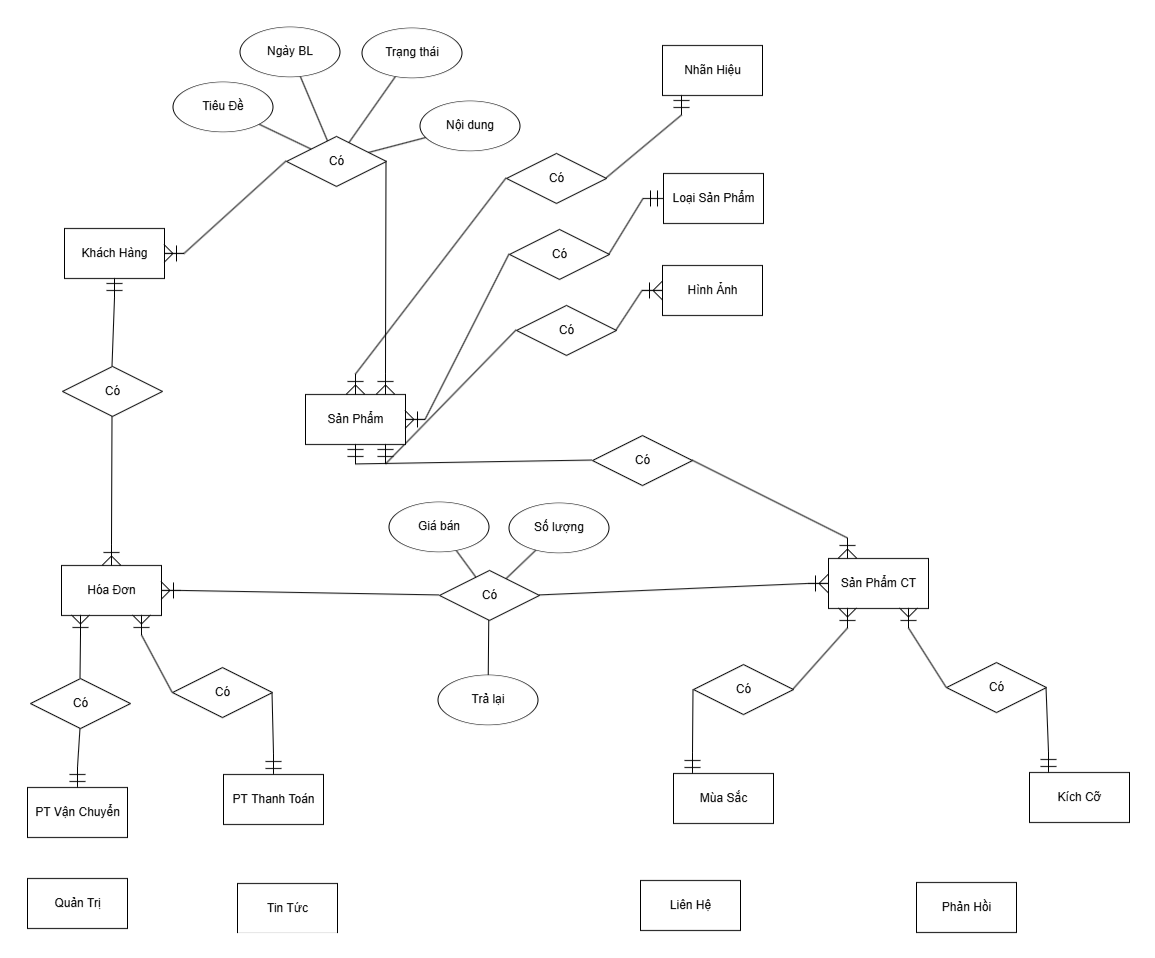 Ngày BL
Trạng thái
Nhãn Hiệu
Tiêu Đề
Nội dung
Có
Có
Loại Sản Phẩm
Khách Hàng
Có
Hình Ảnh
Có
Có
Sản Phẩm
Có
Giá bán
Số lượng
Hóa Đơn
Có
Sản Phẩm CT
Có
Có
Có
Có
Trả lại
PT Vận Chuyển
PT Thanh Toán
Mùa Sắc
Kích Cỡ
Quản Trị
Tin Tức
Liên Hệ
Phản Hồi